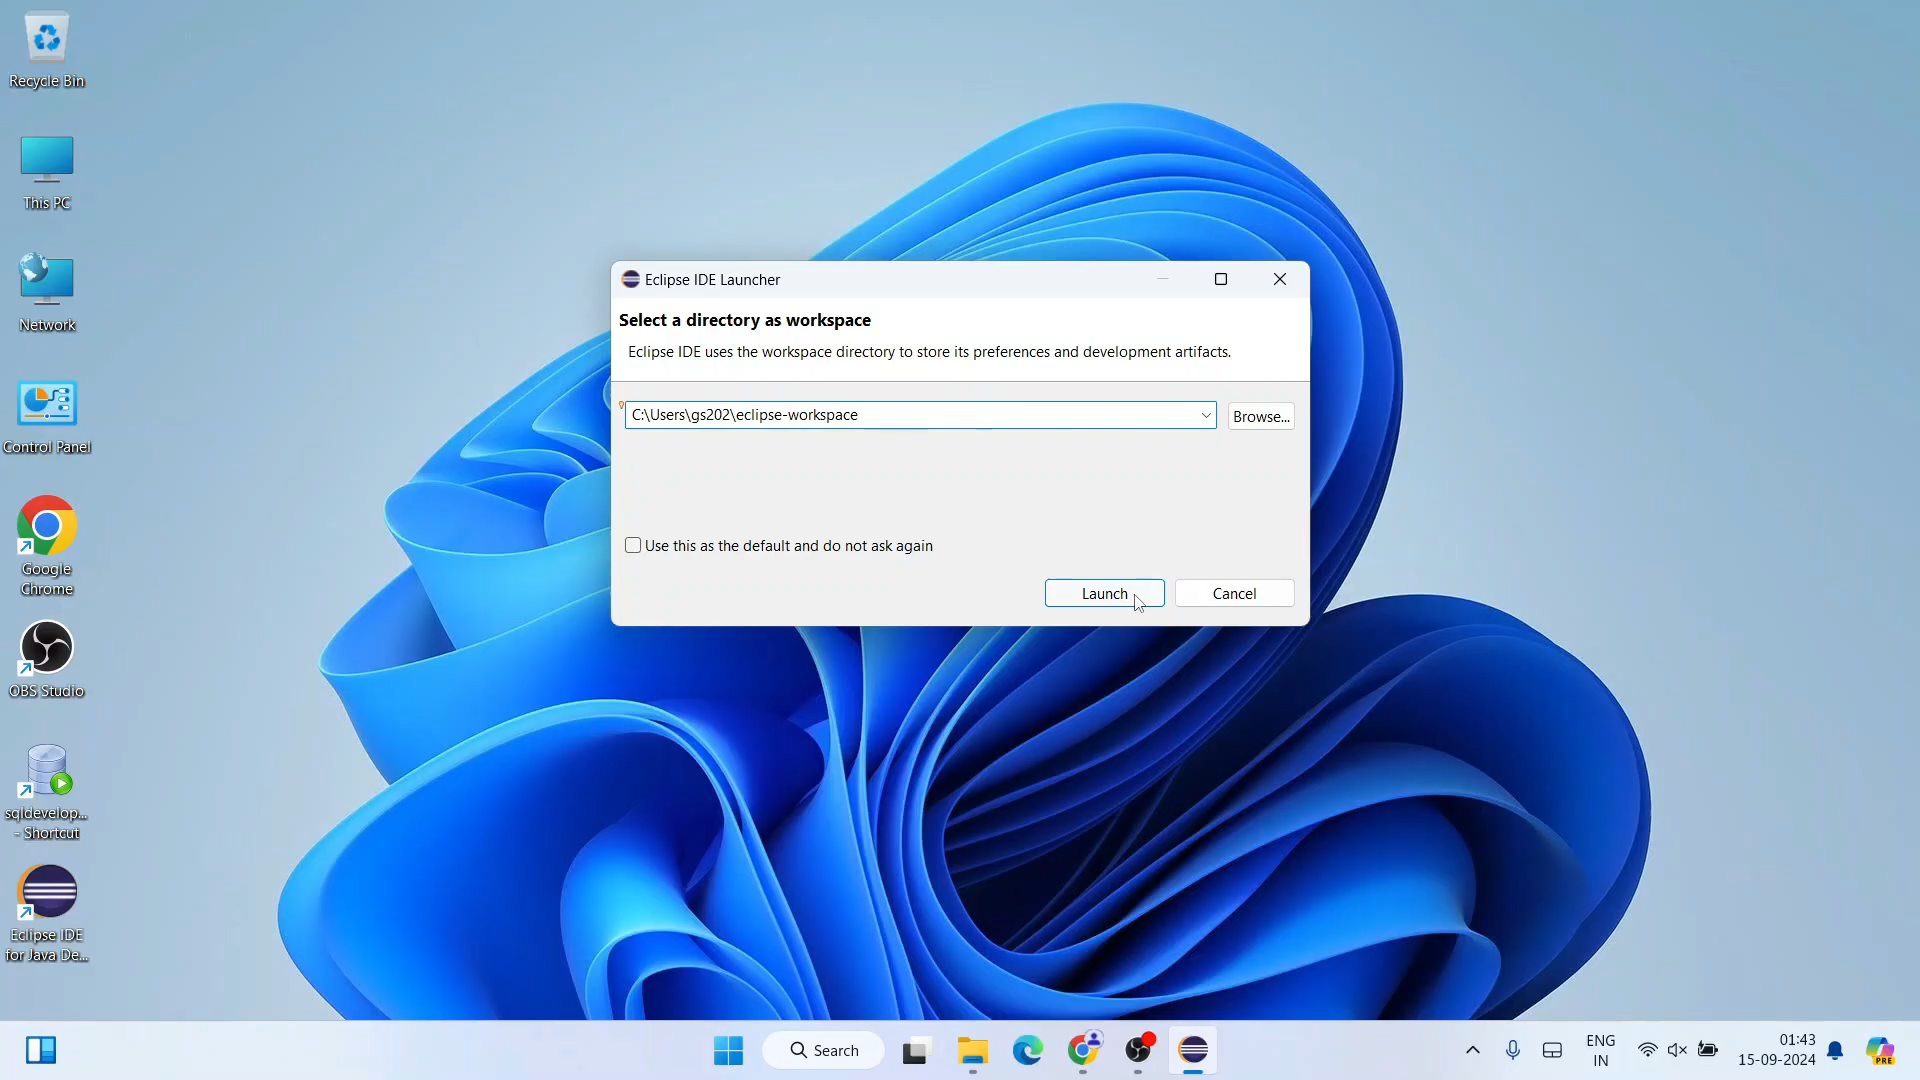 Recycle Bin
This PC
Network
Control Panel
Google
Chrome
OBS Studio
sqldevelop...
- Shortcut
Eclipse IDE
for Java De...
Eclipse IDE Launcher
Select a directory as workspace
Eclipse IDE uses the workspace directory to store its preferences and development artifacts.
C:\Users\gs202\eclipse-workspace
Browse...
Use this as the default and do not ask again
Launch
Cancel
Search
ENG
IN
01:43
15-09-2024
PRE